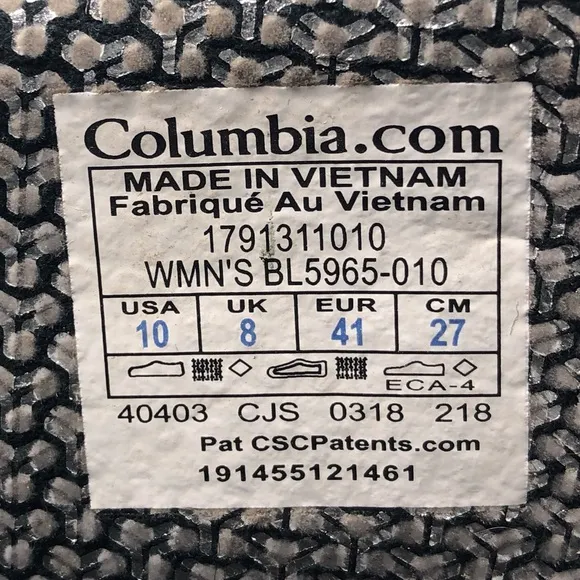 Columbia.com
MADE IN VIETNAM
Fabriqué Au Vietnam
1791311010
WMN'S BL5965-010
USA UK EUR CM
10 8 41 27
ECA-4
40403 CJS 0318 218
Pat CSCPatents.com
191455121461